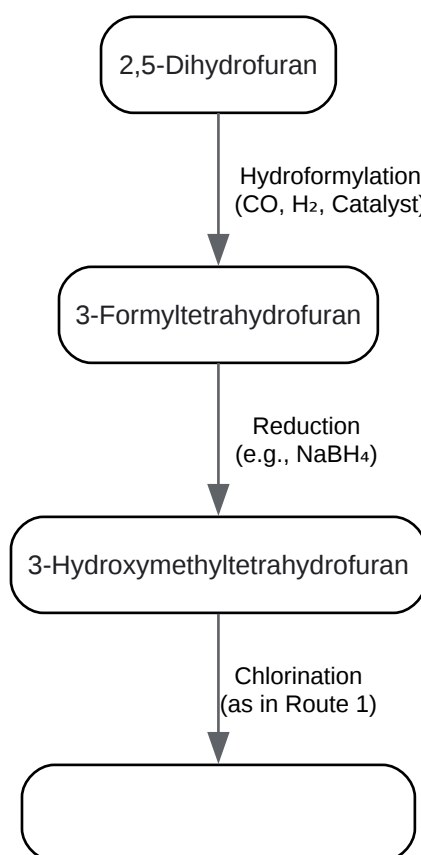 2,5-Dihydrofuran
Hydroformylation
(CO, H₂, Catalyst)
3-Formyltetrahydrofuran
Reduction
(e.g., NaBH₄)
3-Hydroxymethyltetrahydrofuran
Chlorination
(as in Route 1)